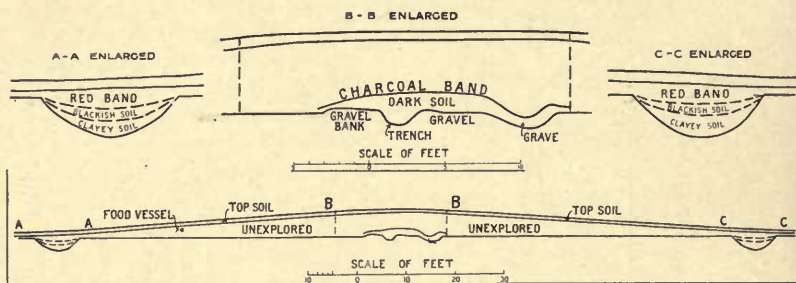 B-B ENLARGED
A-A ENLARGED
C-C ENLARGED
RED BAND
BLACKISH SOIL
CLAYEY SOIL
CHARCOAL BAND
DARK SOIL
GRAVEL BANK
GRAVEL
TRENCH
GRAVE
RED BAND
BLACKISH SOIL
CLAYEY SOIL
SCALE OF FEET
5 0 5 10
A A FOOD VESSEL TOP SOIL B B TOP SOIL C C
UNEXPLORED UNEXPLORED
SCALE OF FEET
10 0 10 20 30